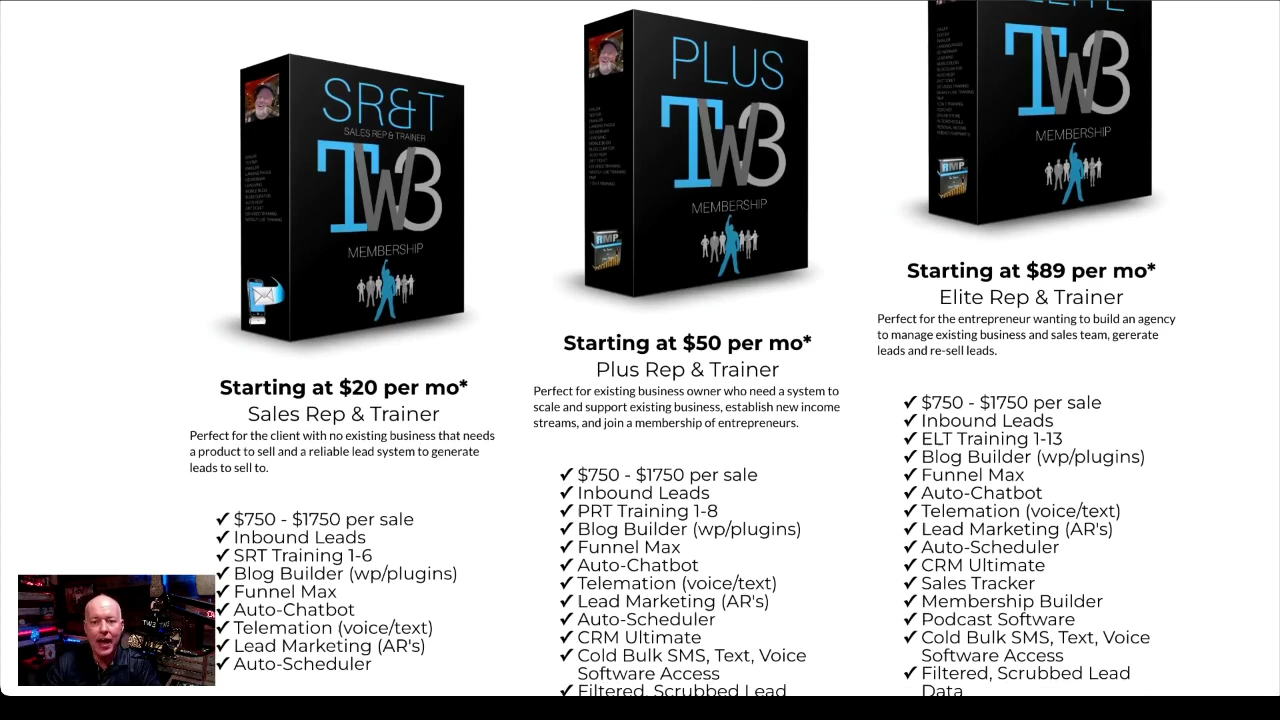 SR&T
SALES REP & TRAINER
TW3
MEMBERSHIP
Starting at $20 per mo*
Sales Rep & Trainer
Perfect for the client with no existing business that needs
a product to sell and a reliable lead system to generate
leads to sell to.
✓ $750 - $1750 per sale
✓ Inbound Leads
✓ SRT Training 1-6
✓ Blog Builder (wp/plugins)
✓ Funnel Max
✓ Auto-Chatbot
✓ Telemation (voice/text)
✓ Lead Marketing (AR's)
✓ Auto-Scheduler
PLUS
TW3
MEMBERSHIP
RMP
Starting at $50 per mo*
Plus Rep & Trainer
Perfect for existing business owner who need a system to
scale and support existing business, establish new income
streams, and join a membership of entrepreneurs.
✓ $750 - $1750 per sale
✓ Inbound Leads
✓ PRT Training 1-8
✓ Blog Builder (wp/plugins)
✓ Funnel Max
✓ Auto-Chatbot
✓ Telemation (voice/text)
✓ Lead Marketing (AR's)
✓ Auto-Scheduler
✓ CRM Ultimate
✓ Cold Bulk SMS, Text, Voice
Software Access
✓ Filtered, Scrubbed Lead
TW3
MEMBERSHIP
RMP
Starting at $89 per mo*
Elite Rep & Trainer
Perfect for the entrepreneur wanting to build an agency
to manage existing business and sales team, gererate
leads and re-sell leads.
✓ $750 - $1750 per sale
✓ Inbound Leads
✓ ELT Training 1-13
✓ Blog Builder (wp/plugins)
✓ Funnel Max
✓ Auto-Chatbot
✓ Telemation (voice/text)
✓ Lead Marketing (AR's)
✓ Auto-Scheduler
✓ CRM Ultimate
✓ Sales Tracker
✓ Membership Builder
✓ Podcast Software
✓ Cold Bulk SMS, Text, Voice
Software Access
✓ Filtered, Scrubbed Lead
Data